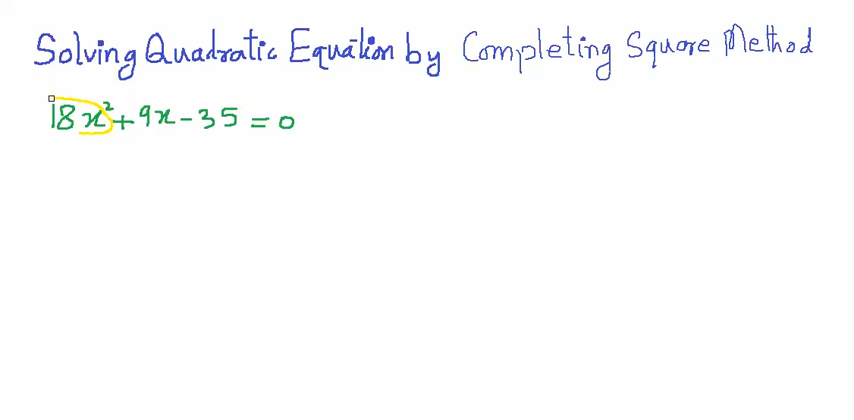 Solving Quadratic Equation by Completing Square Method
18x² + 9x - 35 = 0